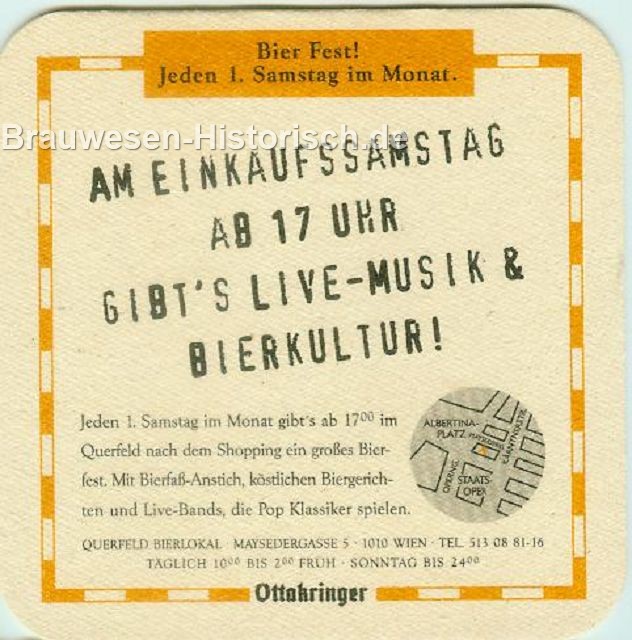 Bier Fest!
Jeden 1. Samstag im Monat.
Brauwesen-Historisch.de
AM EINKAUFSSAMSTAG
AB 17 UHR
GIBT'S LIVE-MUSIK &
BIERKULTUR!
Jeden 1. Samstag im Monat gibt's ab 17⁰⁰ im
Querfeld nach dem Shopping ein großes Bier-
fest. Mit Bierfaß-Anstich, köstlichen Biergerich-
ten und Live-Bands, die Pop Klassiker spielen.
ALBERTINA-
PLATZ
KÄRNTNERSTR.
OPERNG.
STAATS
OPER
QUERFELD BIERLOKAL · MAYSEDERGASSE 5 · 1010 WIEN · TEL. 513 08 81-16
TÄGLICH 10⁰⁰ BIS 2⁰⁰ FRÜH · SONNTAG BIS 24⁰⁰
Ottakringer